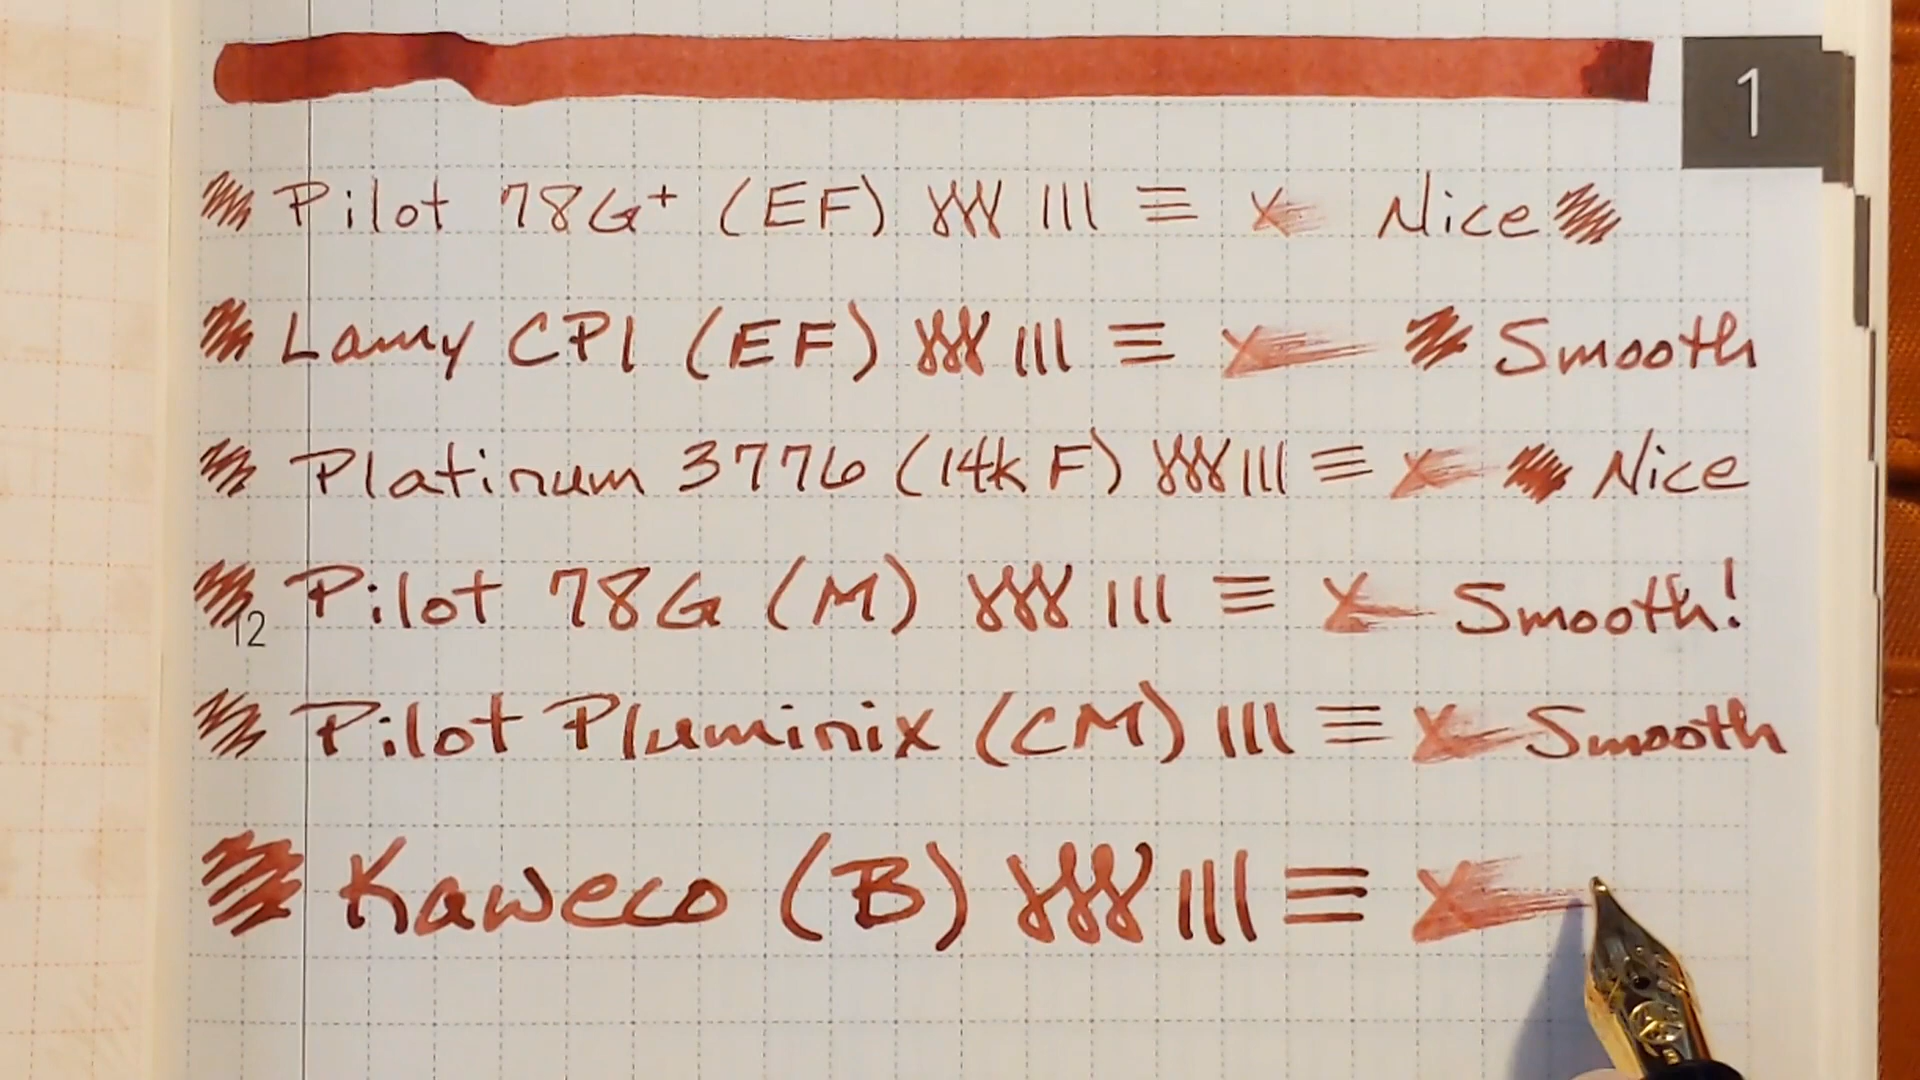 1
Pilot 78G+ (EF) Nice
Lamy CP1 (EF) Smooth
Platinum 3776 (14k F) Nice
Pilot 78G (M) Smooth!
12
Pilot Pluminix (CM) Smooth
Kaweco (B)